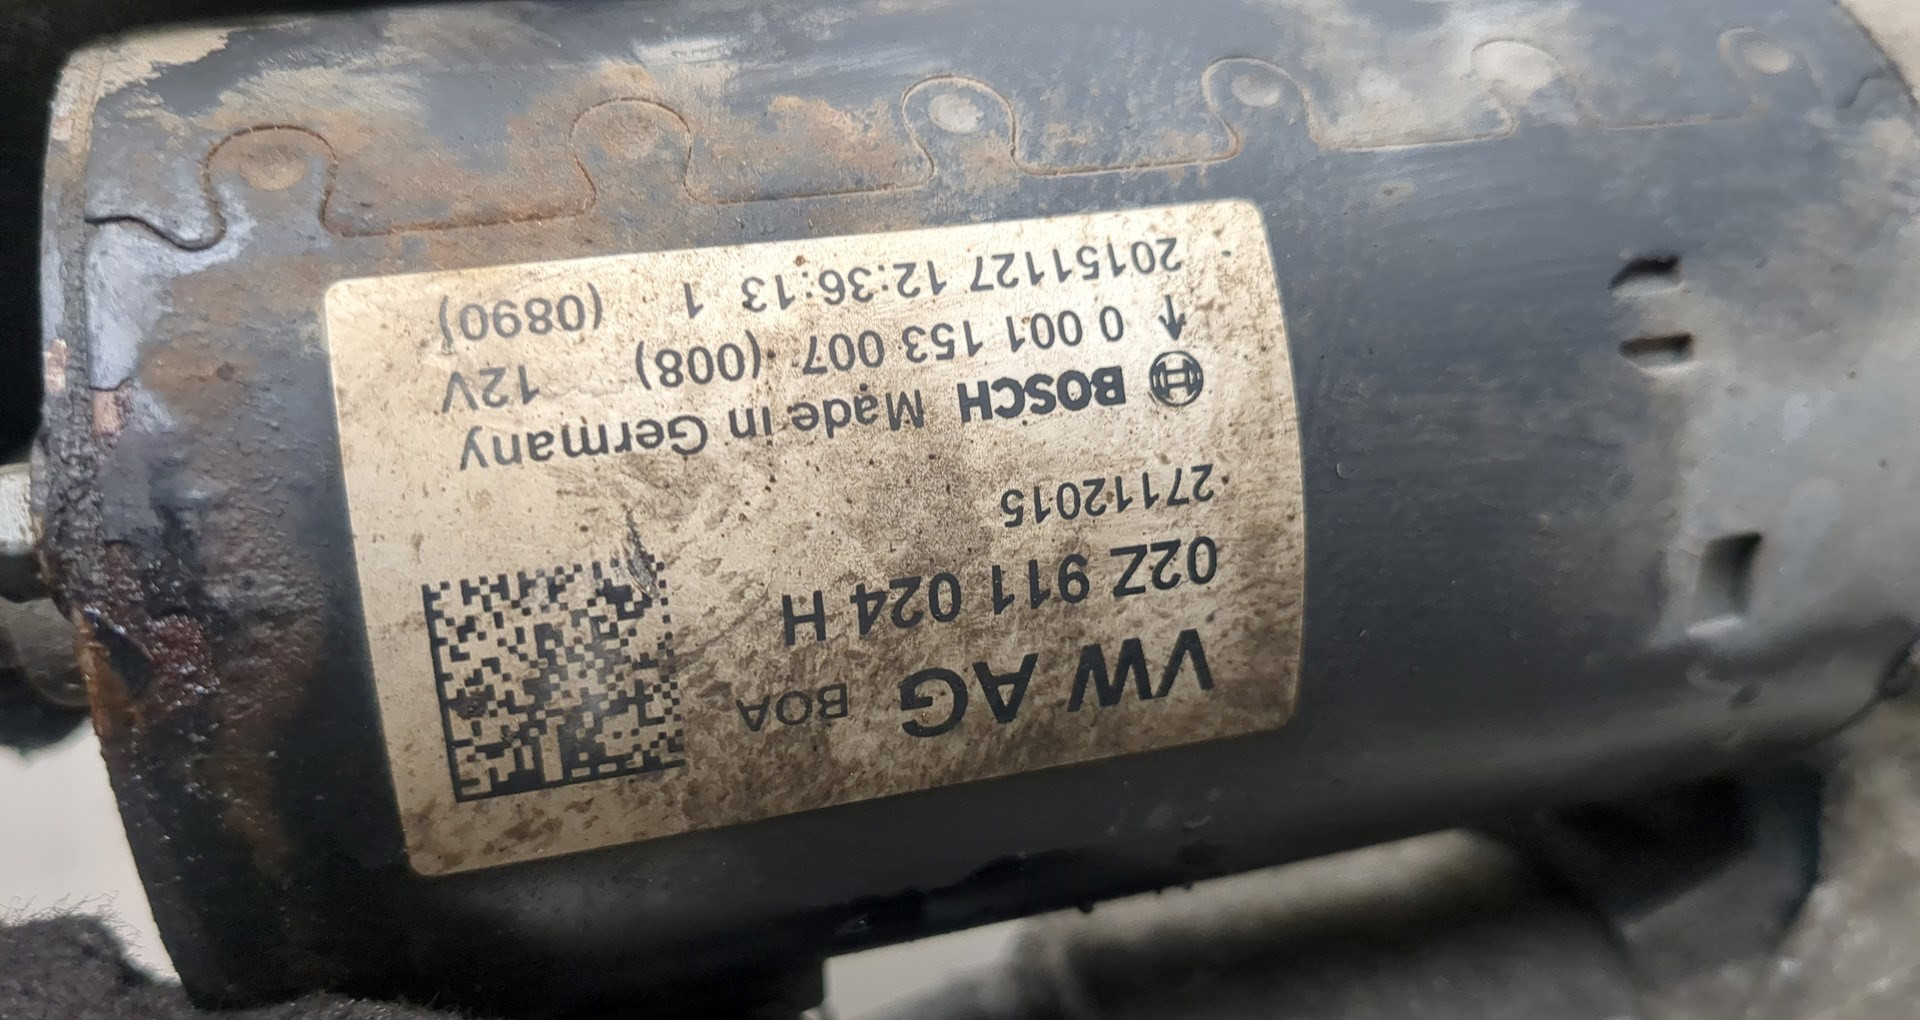 VW AG BOA
02Z 911 024 H
27112015
BOSCH Made in Germany
0 001 153 007 (008) 12V
20151127 12:36:13 1 (0890)